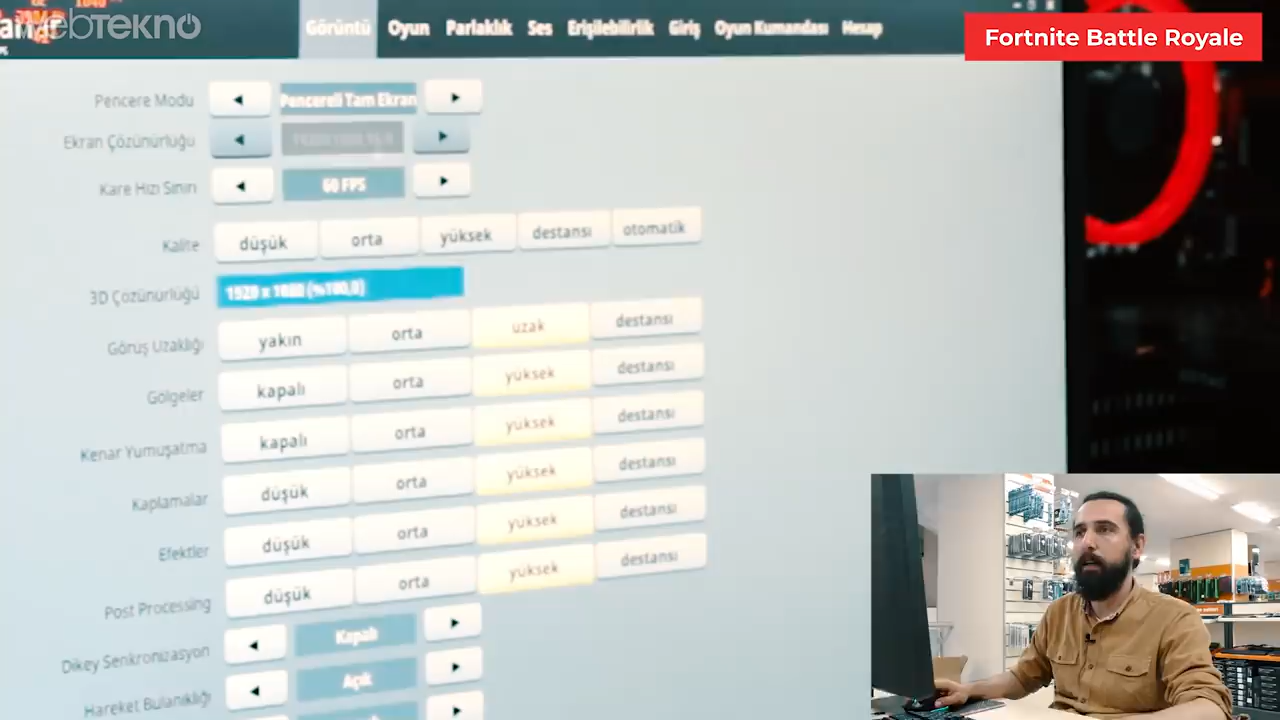 webTEKNO
Görüntü Oyun Parlaklık Ses Erişilebilirlik Giriş Oyun Kumandası Hesap
Fortnite Battle Royale
Pencere Modu Pencereli Tam Ekran
Ekran Çözünürlüğü
Kare Hızı Sınırı 60 FPS
Kalite düşük orta yüksek destansı otomatik
3D Çözünürlüğü 1920 x 1080 (%100,0)
Görüş Uzaklığı yakın orta uzak destansı
Gölgeler kapalı orta yüksek destansı
Kenar Yumuşatma kapalı orta yüksek destansı
Kaplamalar düşük orta yüksek destansı
Efektler düşük orta yüksek destansı
Post Processing düşük orta yüksek destansı
Dikey Senkronizasyon Kapalı
Hareket Bulanıklığı Açık